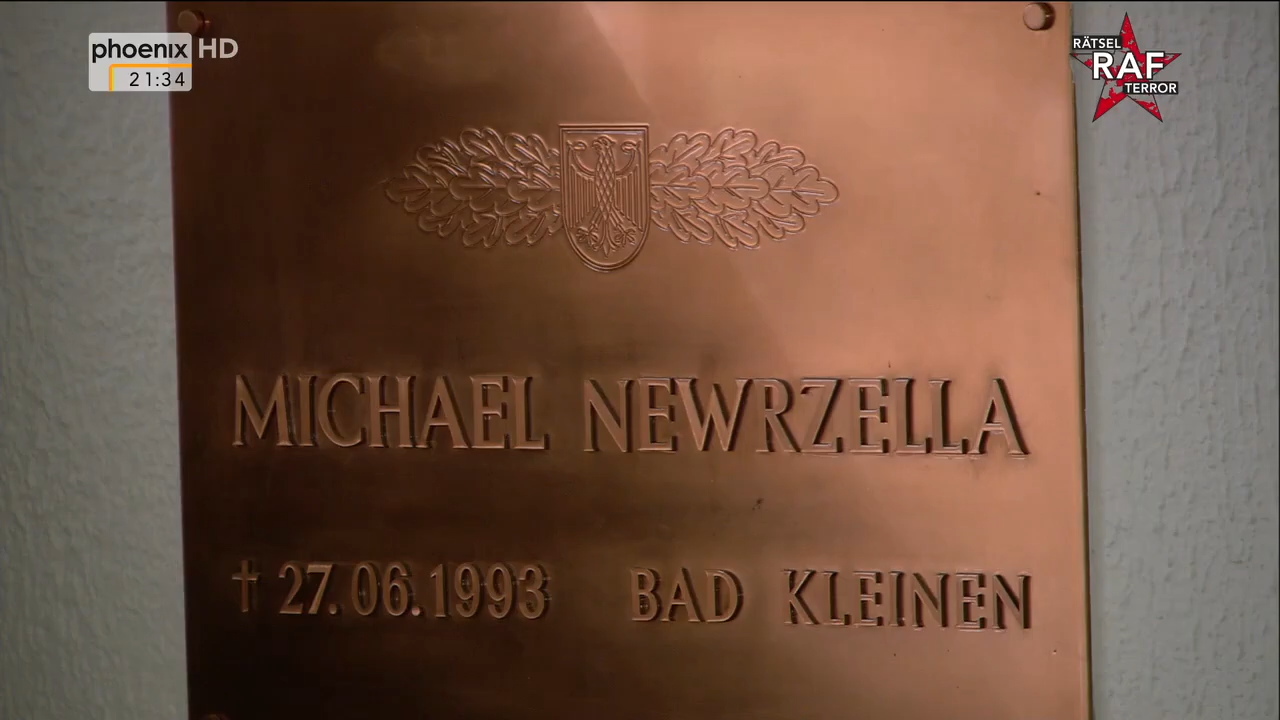 phoenix HD
21:34
RÄTSEL
RAF
TERROR
MICHAEL NEWRZELLA
† 27.06.1993 BAD KLEINEN